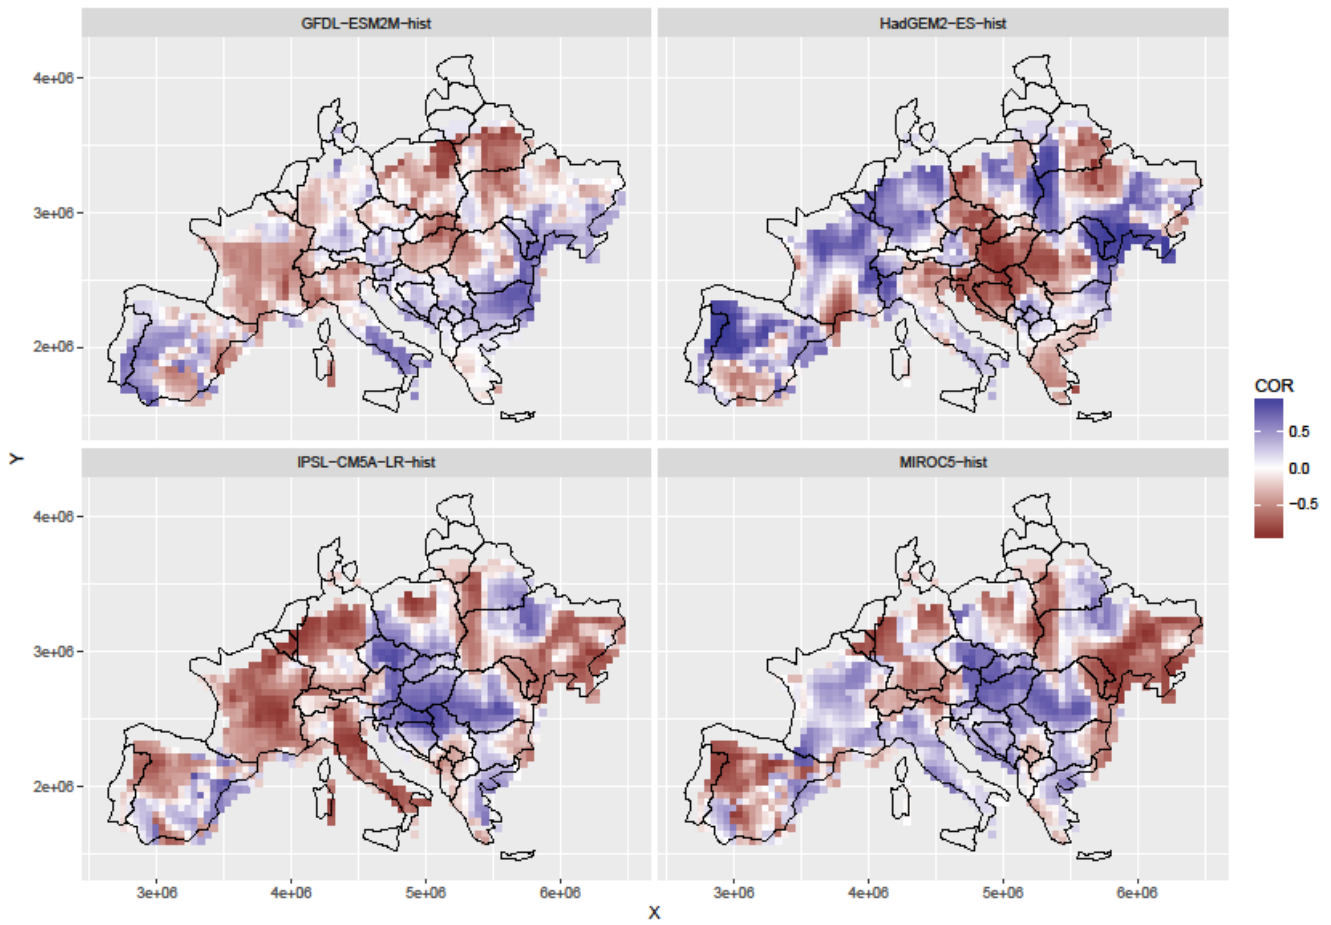 GFDL−ESM2M−hist
HadGEM2−ES−hist
4e+06
3e+06
2e+06
COR
0.5
0.0
−0.5
Y
IPSL−CM5A−LR−hist
MIROC5−hist
4e+06
3e+06
2e+06
3e+06 4e+06 5e+06 6e+06 3e+06 4e+06 5e+06 6e+06
X